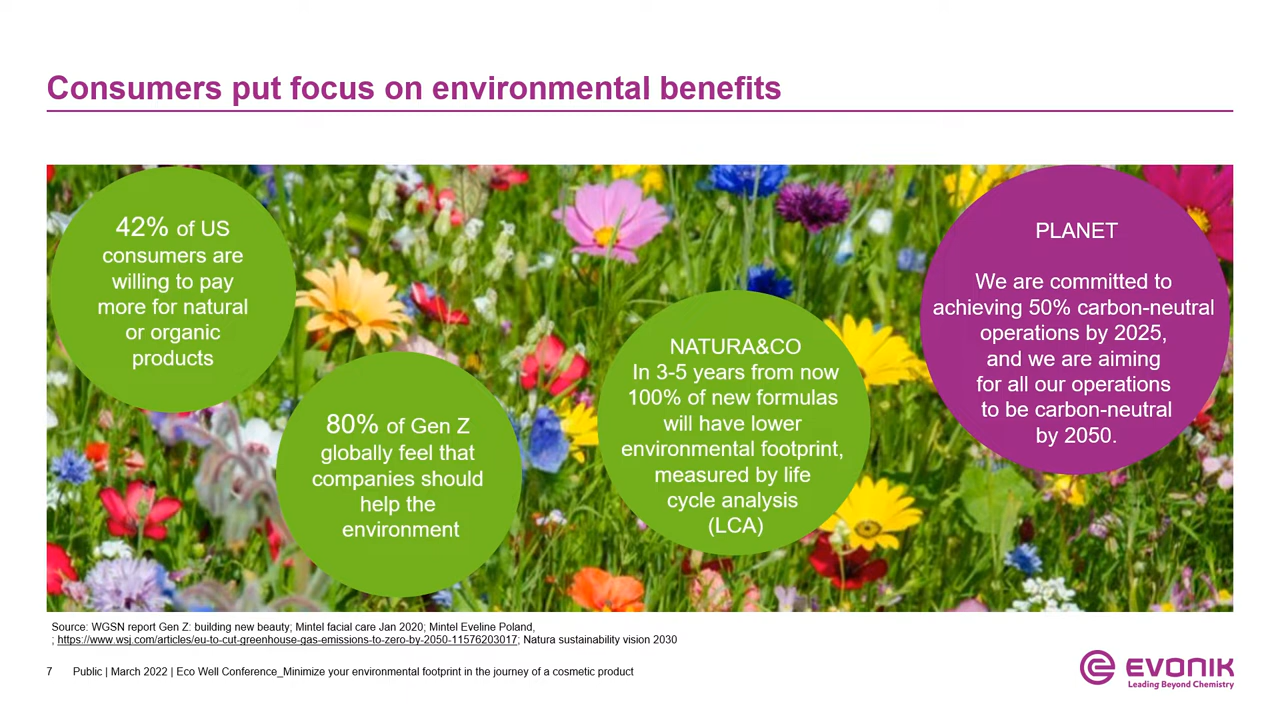 Consumers put focus on environmental benefits
42% of US
consumers are
willing to pay
more for natural
or organic
products
80% of Gen Z
globally feel that
companies should
help the
environment
NATURA&CO
In 3-5 years from now
100% of new formulas
will have lower
environmental footprint,
measured by life
cycle analysis
(LCA)
PLANET
We are committed to
achieving 50% carbon-neutral
operations by 2025,
and we are aiming
for all our operations
to be carbon-neutral
by 2050.
Source: WGSN report Gen Z: building new beauty; Mintel facial care Jan 2020; Mintel Eveline Poland,
; https://www.wsj.com/articles/eu-to-cut-greenhouse-gas-emissions-to-zero-by-2050-11576203017; Natura sustainability vision 2030
7 Public | March 2022 | Eco Well Conference_Minimize your environmental footprint in the journey of a cosmetic product
EVONIK
Leading Beyond Chemistry